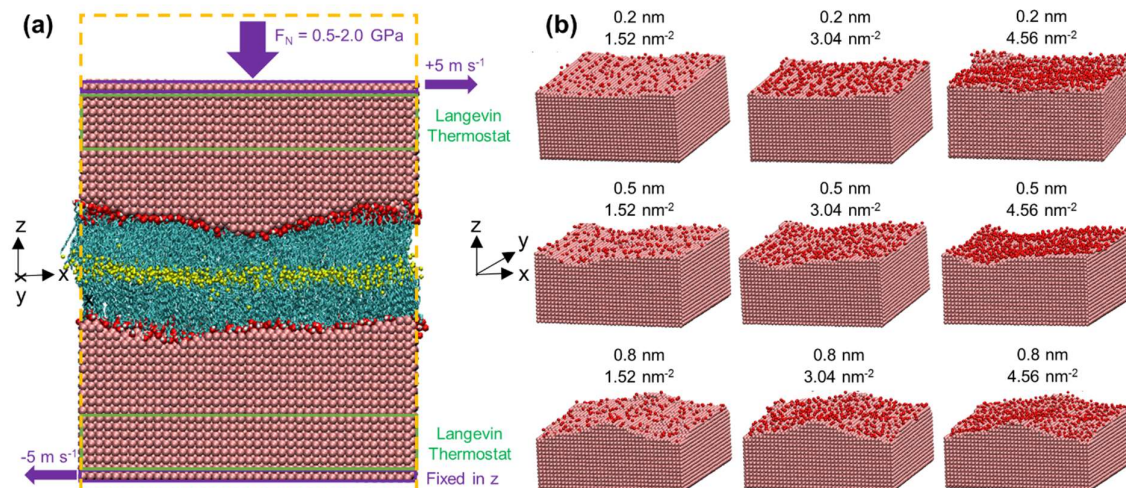 (a)
F_N = 0.5-2.0 GPa
+5 m s⁻¹
Langevin
Thermostat
z
x
y
x
Langevin
Thermostat
-5 m s⁻¹
Fixed in z
(b)
0.2 nm
1.52 nm⁻²
0.2 nm
3.04 nm⁻²
0.2 nm
4.56 nm⁻²
0.5 nm
1.52 nm⁻²
0.5 nm
3.04 nm⁻²
0.5 nm
4.56 nm⁻²
z
y
x
0.8 nm
1.52 nm⁻²
0.8 nm
3.04 nm⁻²
0.8 nm
4.56 nm⁻²